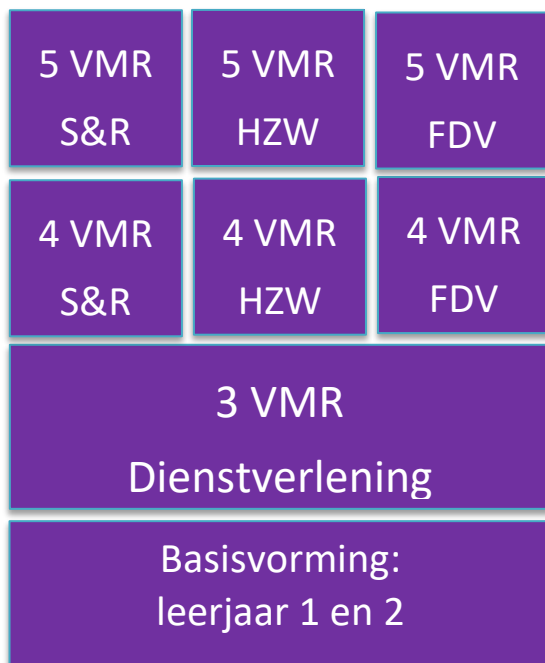 5 VMR
S&R
5 VMR
HZW
5 VMR
FDV
4 VMR
S&R
4 VMR
HZW
4 VMR
FDV
3 VMR
Dienstverlening
Basisvorming:
leerjaar 1 en 2